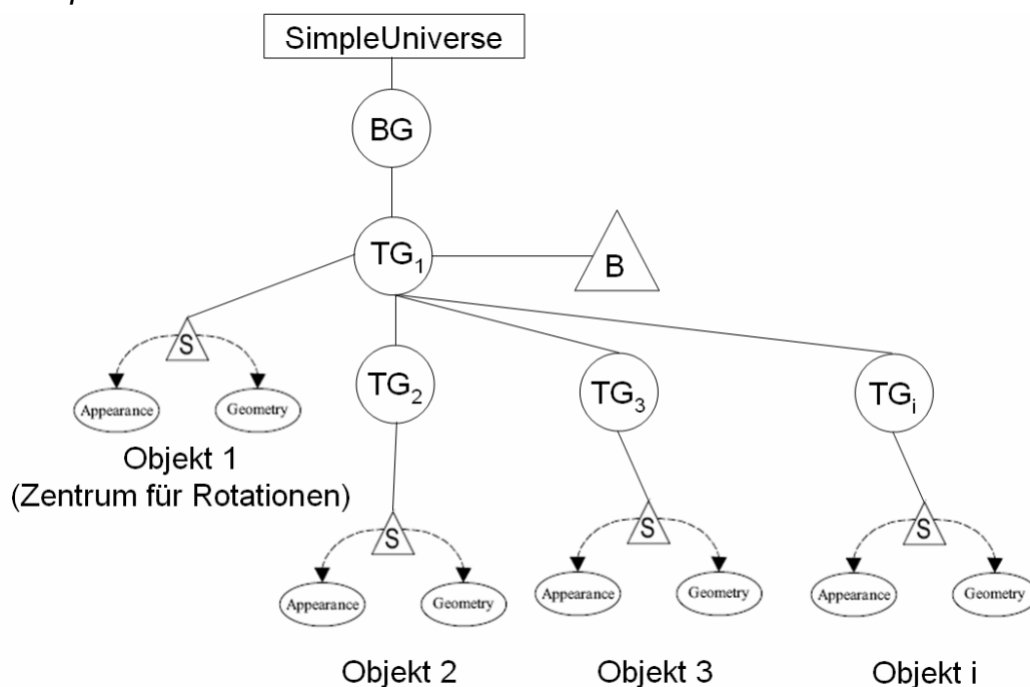 SimpleUniverse
BG
TG1
B
S
Appearance
Geometry
Objekt 1
(Zentrum für Rotationen)
TG2
TG3
TGi
S
Appearance
Geometry
S
Appearance
Geometry
S
Appearance
Geometry
Objekt 2
Objekt 3
Objekt i